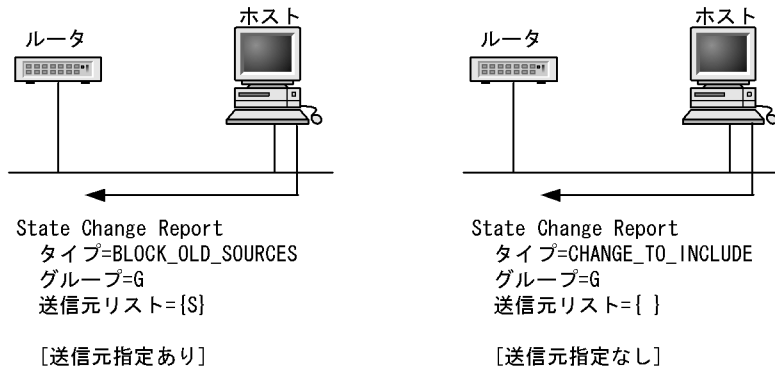 ルータ
ホスト
State Change Report
タイプ=BLOCK_OLD_SOURCES
グループ=G
送信元リスト={S}
[送信元指定あり]
ルータ
ホスト
State Change Report
タイプ=CHANGE_TO_INCLUDE
グループ=G
送信元リスト={ }
[送信元指定なし]